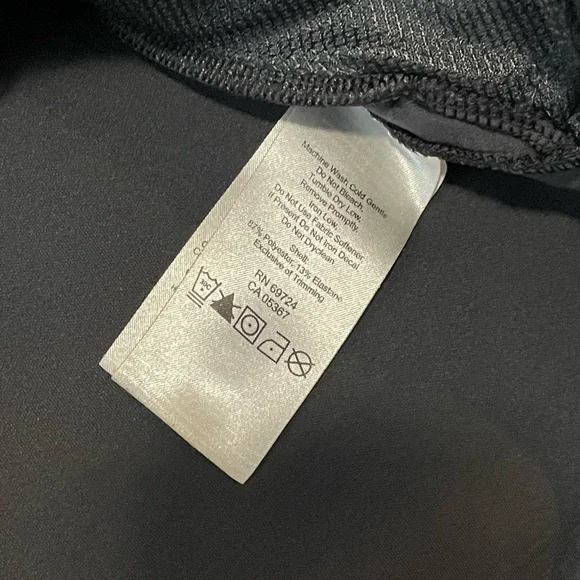 Machine Wash Cold Gentle
Do Not Bleach.
Tumble Dry Low,
Remove Promptly.
Iron Low.
Do Not Use Fabric Softener.
If Present Do Not Iron Decal
Do Not Dryclean.
Shell:
87% Polyester, 13% Elastane
Exclusive of Trimming
RN 69724
CA 05367